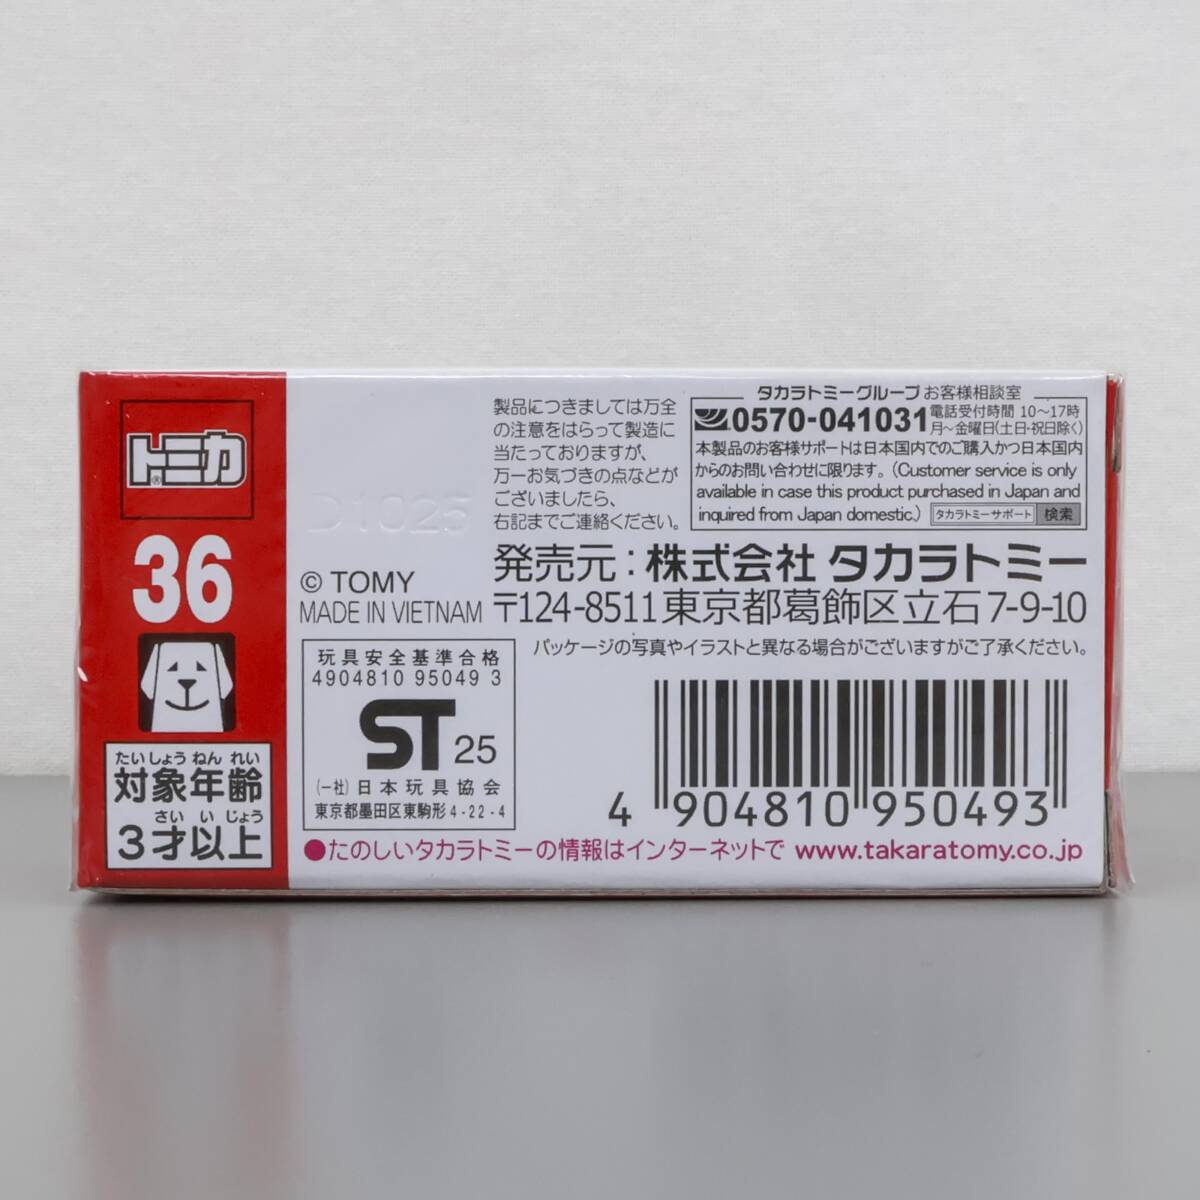 トミカ®
36
たいしょう ねん れい
対象年齢
さい い じょう
3才以上
D1025
© TOMY
MADE IN VIETNAM
玩具安全基準合格
4904810 95049 3
ST 25
(一社)日本玩具協会
東京都墨田区東駒形4-22-4
製品につきましては万全
の注意をはらって製造に
当たっておりますが、
万一お気づきの点などが
ございましたら、
右記までご連絡ください。
タカラトミーグループ お客様相談室
0570-041031 電話受付時間 10〜17時
月〜金曜日(土日・祝日除く)
本製品のお客様サポートは日本国内でのご購入かつ日本国内
からのお問い合わせに限ります。(Customer service is only
available in case this product purchased in Japan and
inquired from Japan domestic.) タカラトミーサポート 検索
発売元:株式会社 タカラトミー
〒124-8511 東京都葛飾区立石7-9-10
パッケージの写真やイラストと異なる場合がございますがご了承ください。
4 904810 950493
●たのしいタカラトミーの情報はインターネットで www.takaratomy.co.jp